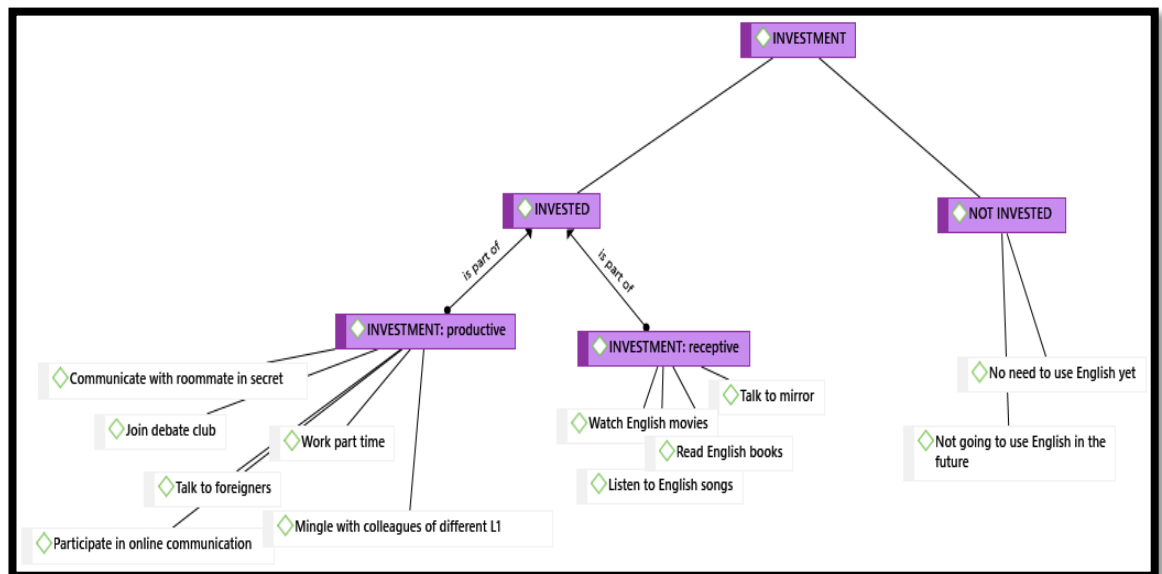 INVESTMENT
INVESTED
NOT INVESTED
is part of
is part of
INVESTMENT: productive
INVESTMENT: receptive
Communicate with roommate in secret
Join debate club
Work part time
Talk to foreigners
Mingle with colleagues of different L1
Participate in online communication
Talk to mirror
Watch English movies
Read English books
Listen to English songs
No need to use English yet
Not going to use English in the
future